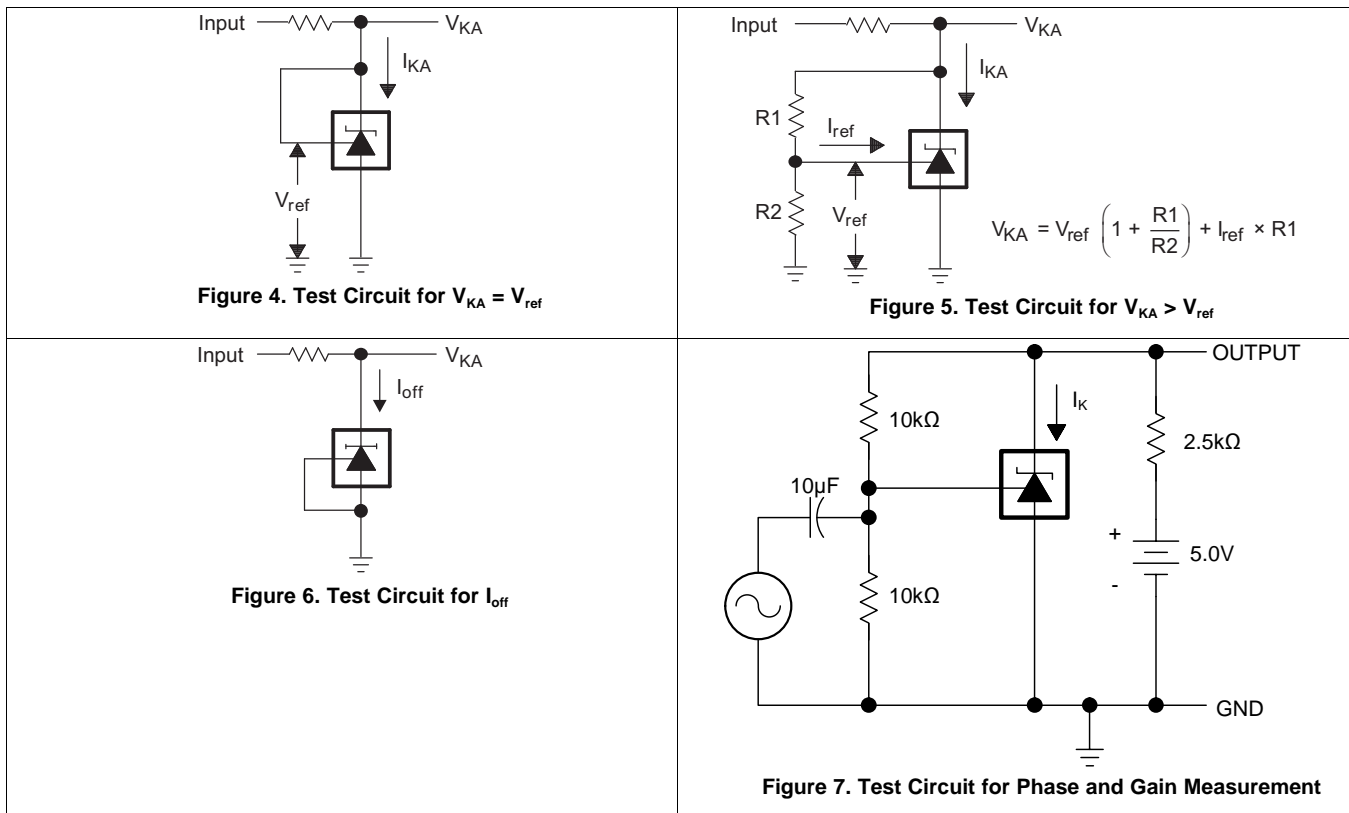 Input
V_KA
I_KA
V_ref
Figure 4. Test Circuit for V_KA = V_ref
Input
V_KA
I_KA
R1
I_ref
R2
V_ref
V_KA = V_ref (1 + R1/R2) + I_ref × R1
Figure 5. Test Circuit for V_KA > V_ref
Input
V_KA
I_off
Figure 6. Test Circuit for I_off
OUTPUT
I_K
10kΩ
2.5kΩ
10µF
+
5.0V
-
10kΩ
GND
Figure 7. Test Circuit for Phase and Gain Measurement